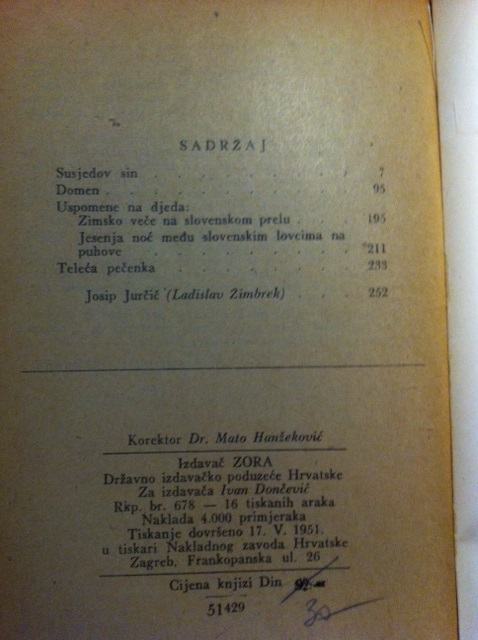 SADRŽAJ
Susjedov sin . . . . . . . . 7
Domen . . . . . . . . . 95
Uspomene na djeda:
Zimsko veče na slovenskom prelu . . . . 195
Jesenja noć među slovenskim lovcima na
puhove . . . . . . . . 211
Teleća pečenka . . . . . . . 233
Josip Jurčič (Ladislav Žimbrek) . . . 252
Korektor Dr. Mato Hanžeković
Izdavač ZORA
Državno izdavačko poduzeće Hrvatske
Za izdavača Ivan Dončević
Rkp. br. 678 — 16 tiskanih araka
Naklada 4.000 primjeraka
Tiskanje dovršeno 17. V. 1951.
u tiskari Nakladnog zavoda Hrvatske
Zagreb, Frankopanska ul. 26
Cijena knjizi Din
51429